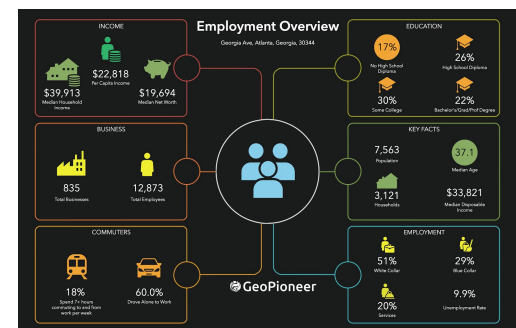 Employment Overview
Georgia Ave, Atlanta, Georgia, 30344
INCOME
$22,818
Per Capita Income
$39,913
Median Household
Income
$19,694
Median Net Worth
BUSINESS
835
Total Businesses
12,873
Total Employees
COMMUTERS
18%
Spend 7+ hours
commuting to and from
work per week
60.0%
Drove Alone to Work
EDUCATION
17%
No High School
Diploma
26%
High School Diploma
30%
Some College
22%
Bachelor's/Grad/Prof Degree
KEY FACTS
7,563
Population
37.1
Median Age
3,121
Households
$33,821
Median Disposable
Income
EMPLOYMENT
51%
White Collar
29%
Blue Collar
20%
Services
9.9%
Unemployment Rate
GeoPioneer